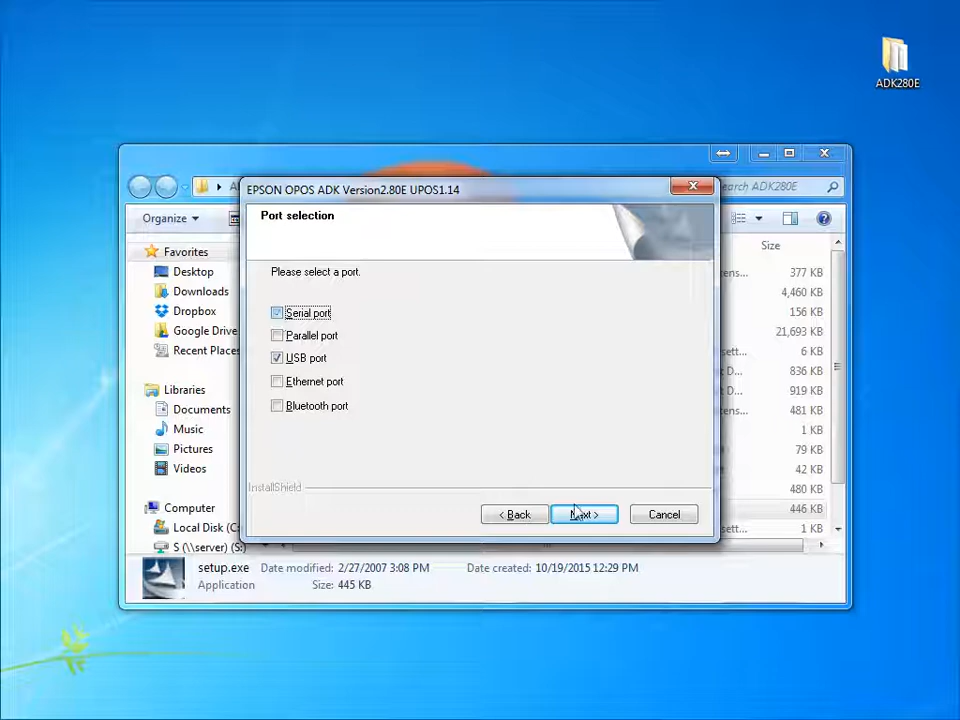 ADK280E
EPSON OPOS ADK Version2.80E UPOS1.14
earch ADK280E
Organize
Port selection
Size
Please select a port.
Favorites
Desktop
Downloads
Dropbox
Google Drive
Recent Places
Libraries
Documents
Music
Pictures
Videos
Computer
Local Disk (C:
S (\\server) (S:)
Serial port
Parallel port
USB port
Ethernet port
Bluetooth port
InstallShield
< Back
Next >
Cancel
tens...
377 KB
4,460 KB
156 KB
21,693 KB
sett...
6 KB
t D...
836 KB
t D...
919 KB
tens...
481 KB
1 KB
79 KB
42 KB
480 KB
446 KB
sett...
1 KB
setup.exe
Date modified: 2/27/2007 3:08 PM
Date created: 10/19/2015 12:29 PM
Application
Size: 445 KB